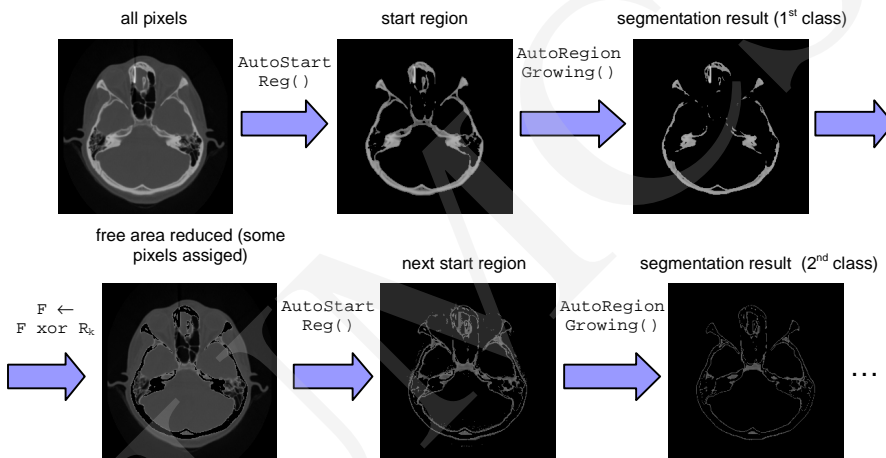 all pixels
start region
segmentation result (1st class)
AutoStart
Reg()
AutoRegion
Growing()
free area reduced (some
pixels assiged)
next start region
segmentation result (2nd class)
F ←
F xor Rk
AutoStart
Reg()
AutoRegion
Growing()
...